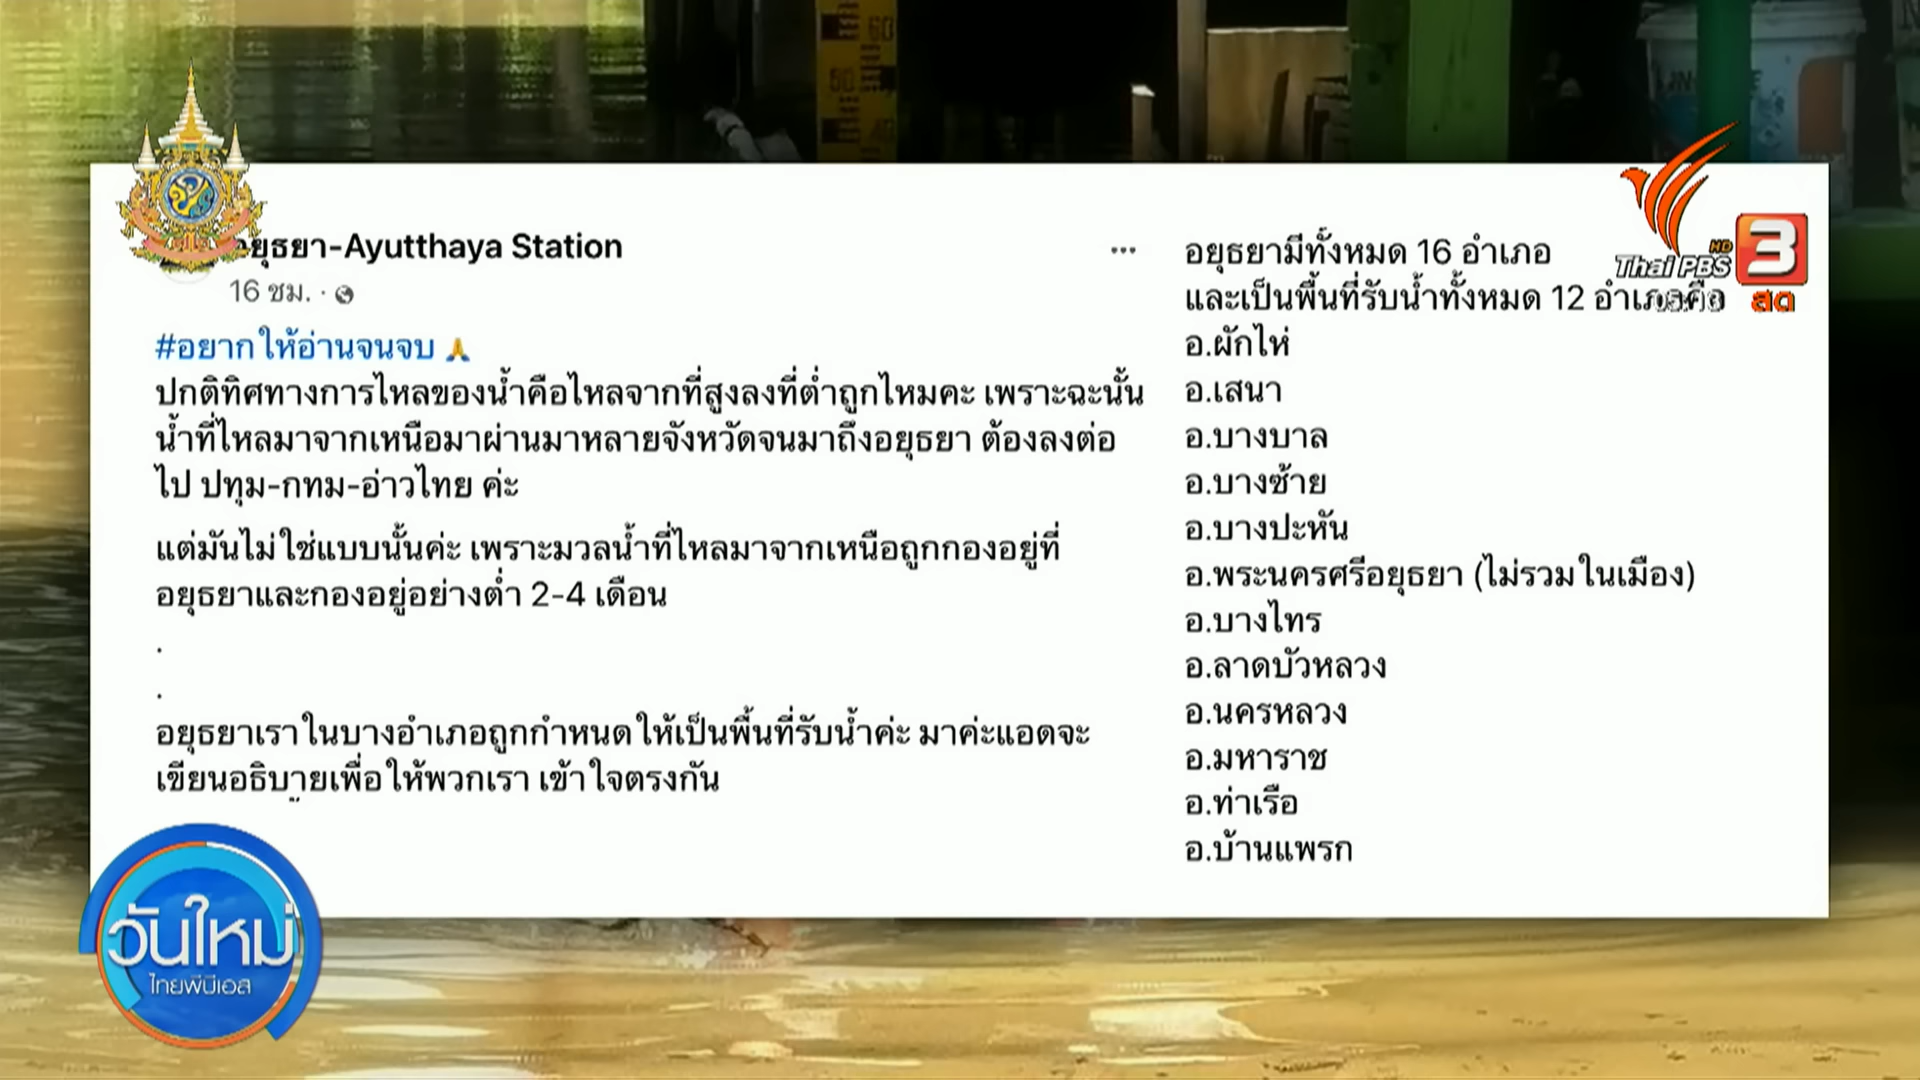 อยุธยา-Ayutthaya Station
16 ชม.
#อยากให้อ่านจนจบ
ปกติทิศทางการไหลของน้ำคือไหลจากที่สูงลงที่ต่ำถูกไหมคะ เพราะฉะนั้น
น้ำที่ไหลมาจากเหนือมาผ่านมาหลายจังหวัดจนมาถึงอยุธยา ต้องลงต่อ
ไป ปทุม-กทม-อ่าวไทย ค่ะ
แต่มันไม่ใช่แบบนั้นค่ะ เพราะมวลน้ำที่ไหลมาจากเหนือถูกกองอยู่ที่
อยุธยาและกองอยู่อย่างต่ำ 2-4 เดือน
.
.
อยุธยาเราในบางอำเภอถูกกำหนดให้เป็นพื้นที่รับน้ำค่ะ มาค่ะแอดจะ
เขียนอธิบายเพื่อให้พวกเรา เข้าใจตรงกัน
อยุธยามีทั้งหมด 16 อำเภอ
และเป็นพื้นที่รับน้ำทั้งหมด 12 อำเภอคือ
อ.ผักไห่
อ.เสนา
อ.บางบาล
อ.บางซ้าย
อ.บางปะหัน
อ.พระนครศรีอยุธยา (ไม่รวมในเมือง)
อ.บางไทร
อ.ลาดบัวหลวง
อ.นครหลวง
อ.มหาราช
อ.ท่าเรือ
อ.บ้านแพรก
HD
Thai PBS
3
สด
วันใหม่
ไทยพีบีเอส
60